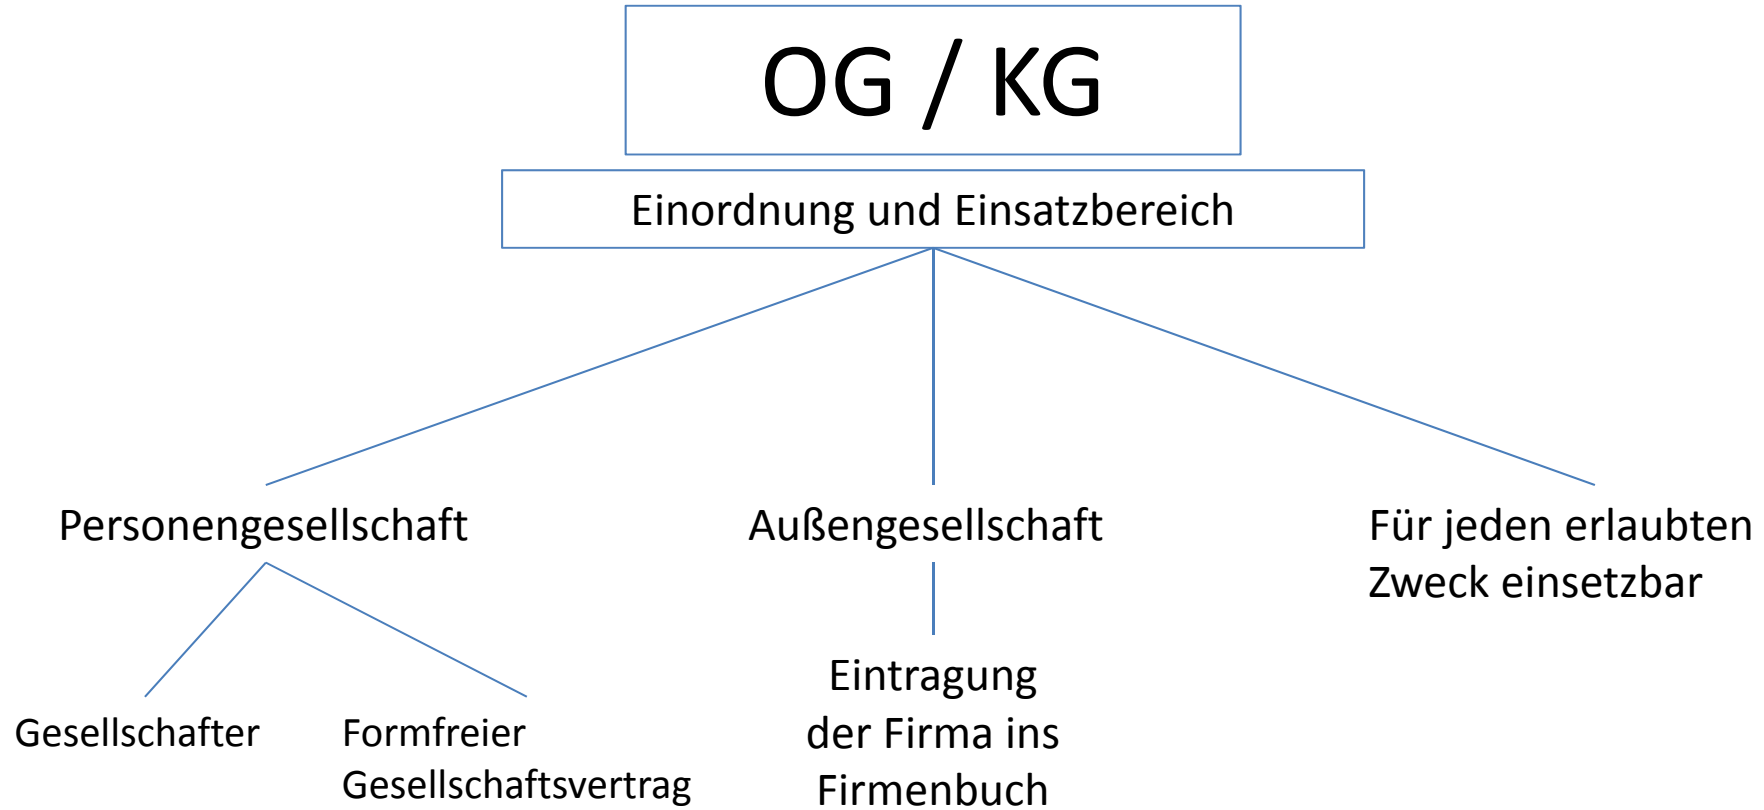 OG / KG
Einordnung und Einsatzbereich
Personengesellschaft
Außengesellschaft
Für jeden erlaubten
Zweck einsetzbar
Gesellschafter
Formfreier
Gesellschaftsvertrag
Eintragung
der Firma ins
Firmenbuch